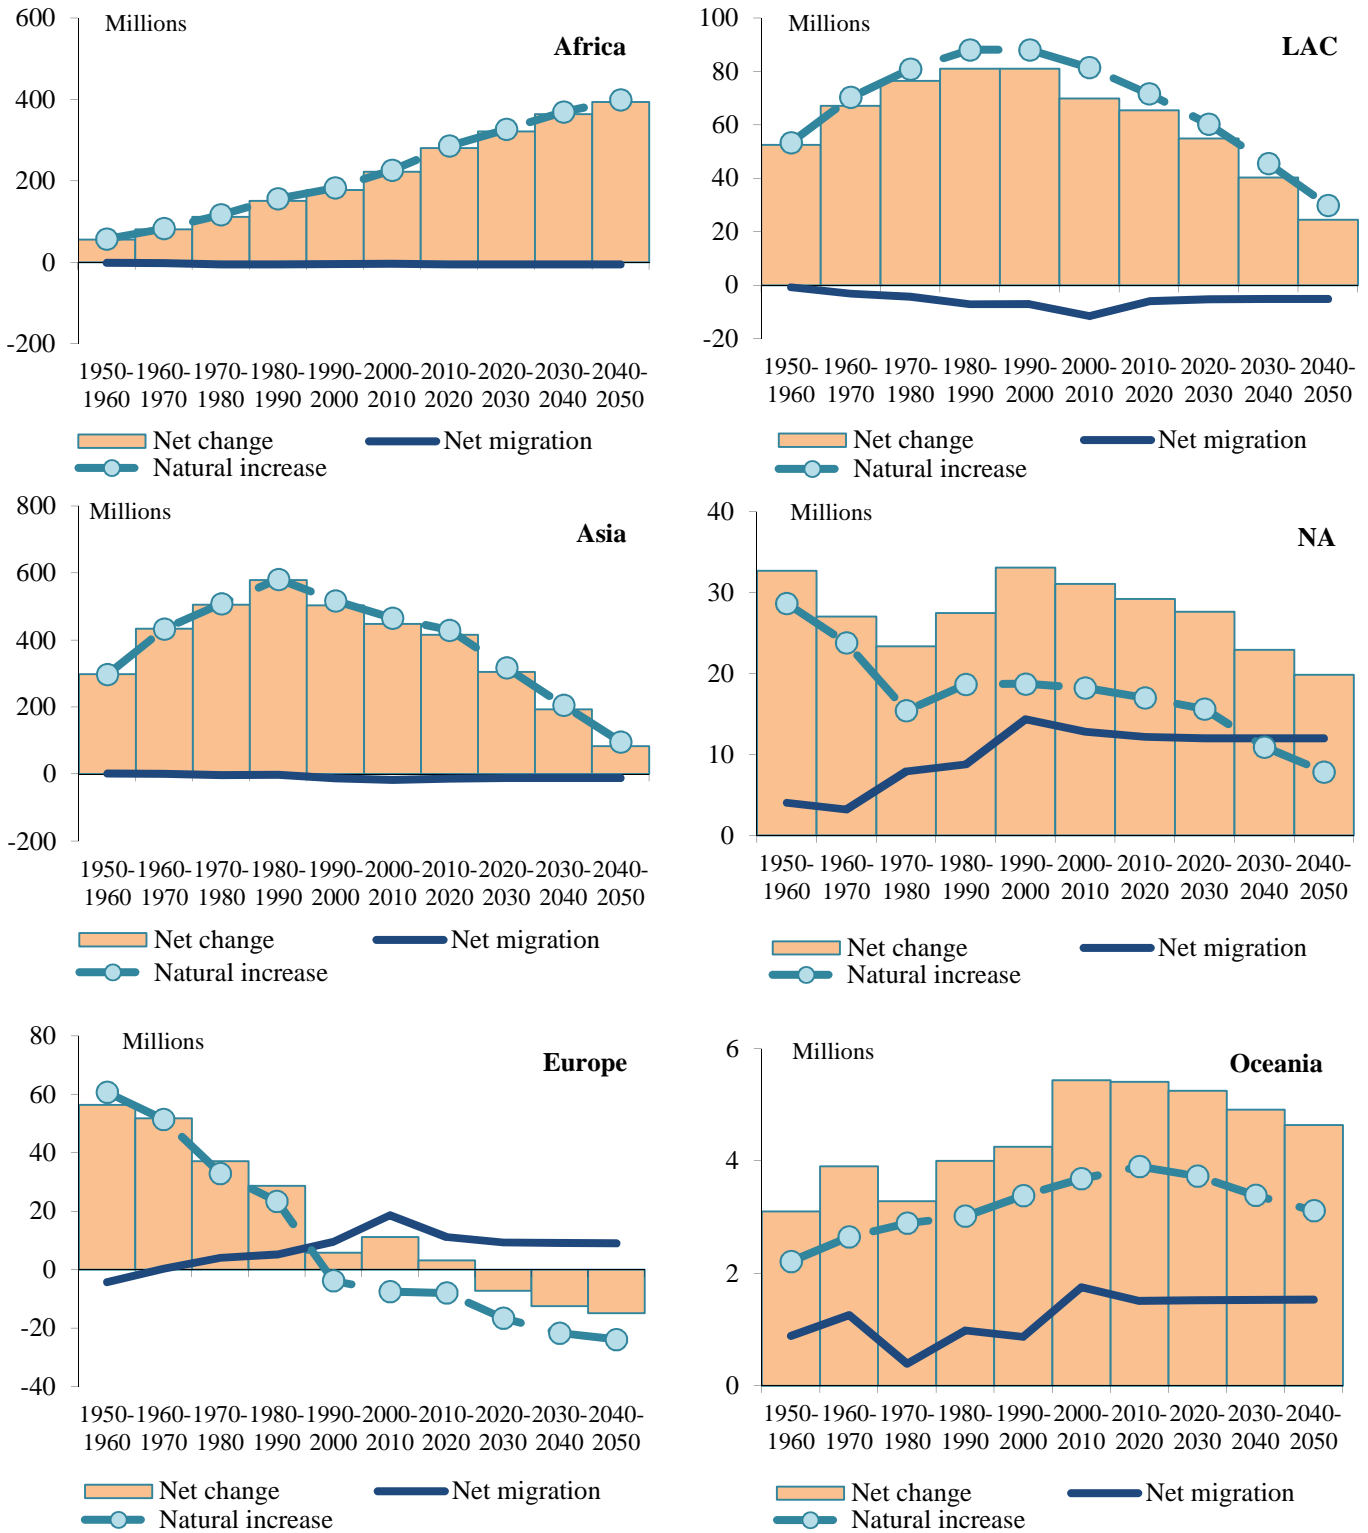 Millions
Africa
600
400
200
0
-200
1950- 1960- 1970- 1980- 1990- 2000- 2010- 2020- 2030- 2040-
1960 1970 1980 1990 2000 2010 2020 2030 2040 2050
Net change Net migration
Natural increase
Millions
LAC
100
80
60
40
20
0
-20
1950- 1960- 1970- 1980- 1990- 2000- 2010- 2020- 2030- 2040-
1960 1970 1980 1990 2000 2010 2020 2030 2040 2050
Net change Net migration
Natural increase
Millions
Asia
800
600
400
200
0
-200
1950- 1960- 1970- 1980- 1990- 2000- 2010- 2020- 2030- 2040-
1960 1970 1980 1990 2000 2010 2020 2030 2040 2050
Net change Net migration
Natural increase
Millions
NA
40
30
20
10
0
1950- 1960- 1970- 1980- 1990- 2000- 2010- 2020- 2030- 2040-
1960 1970 1980 1990 2000 2010 2020 2030 2040 2050
Net change Net migration
Natural increase
Millions
Europe
80
60
40
20
0
-20
-40
1950- 1960- 1970- 1980- 1990- 2000- 2010- 2020- 2030- 2040-
1960 1970 1980 1990 2000 2010 2020 2030 2040 2050
Net change Net migration
Natural increase
Millions
Oceania
6
4
2
0
1950- 1960- 1970- 1980- 1990- 2000- 2010- 2020- 2030- 2040-
1960 1970 1980 1990 2000 2010 2020 2030 2040 2050
Net change Net migration
Natural increase